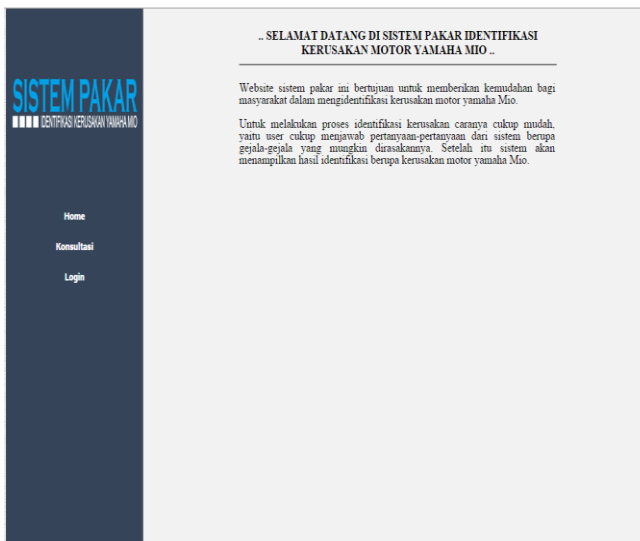 SISTEM PAKAR
IDENTIFIKASI KERUSAKAN YAMAHA MIO
Home
Konsultasi
Login
.. SELAMAT DATANG DI SISTEM PAKAR IDENTIFIKASI
KERUSAKAN MOTOR YAMAHA MIO ..
Website sistem pakar ini bertujuan untuk memberikan kemudahan bagi
masyarakat dalam mengidentifikasi kerusakan motor yamaha Mio.
Untuk melakukan proses identifikasi kerusakan caranya cukup mudah,
yaitu user cukup menjawab pertanyaan-pertanyaan dari sistem berupa
gejala-gejala yang mungkin dirasakannya. Setelah itu sistem akan
menampilkan hasil identifikasi berupa kerusakan motor yamaha Mio.